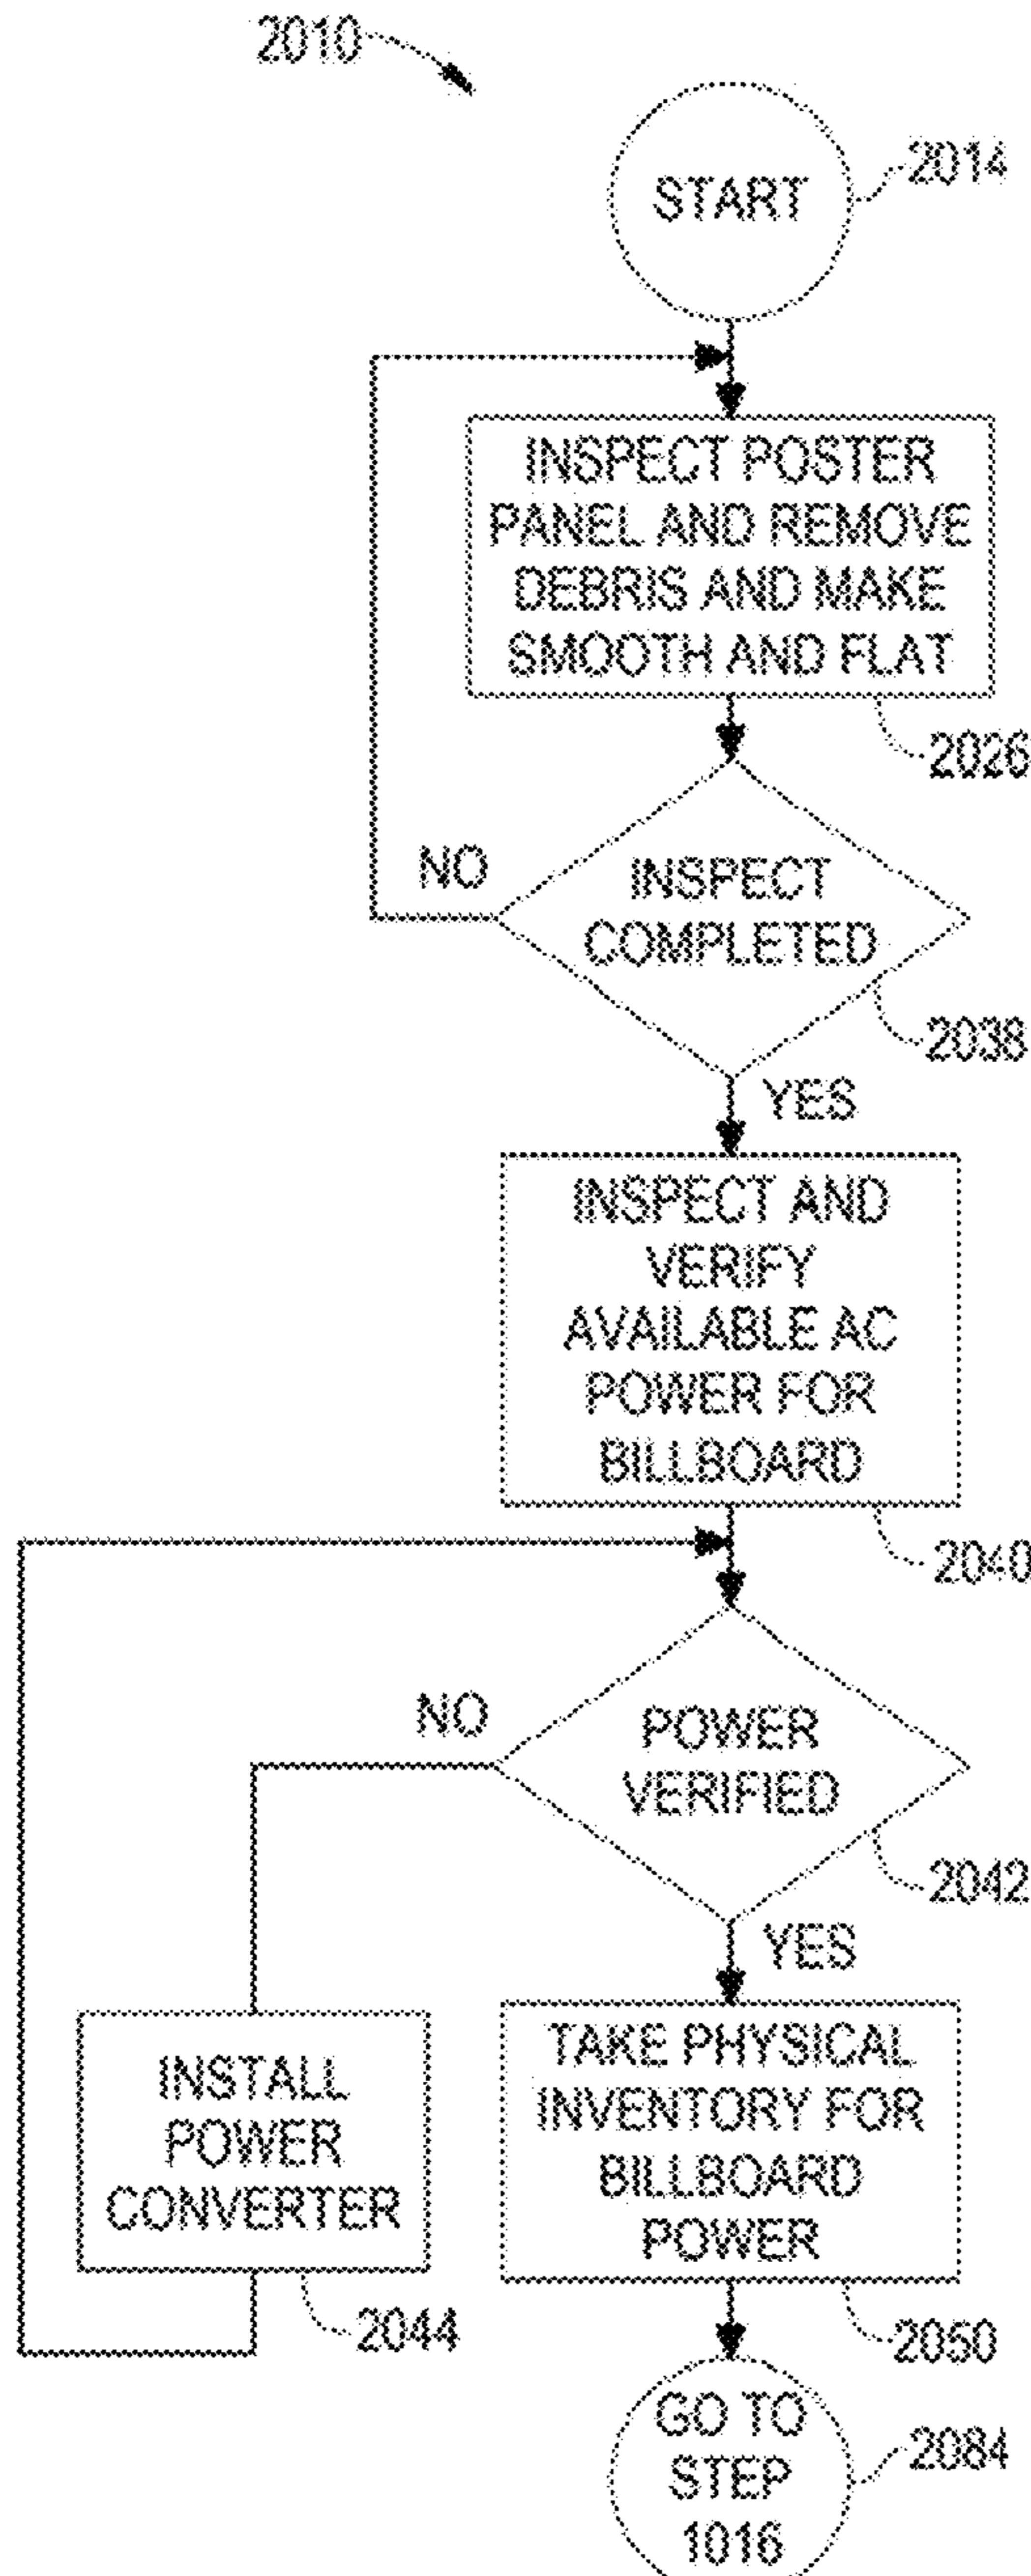 2010
START
2014
INSPECT POSTER
PANEL AND REMOVE
DEBRIS AND MAKE
SMOOTH AND FLAT
2026
NO
INSPECT
COMPLETED
2038
YES
INSPECT AND
VERIFY
AVAILABLE AC
POWER FOR
BILLBOARD
2040
NO
POWER
VERIFIED
2042
YES
INSTALL
POWER
CONVERTER
2044
TAKE PHYSICAL
INVENTORY FOR
BILLBOARD
POWER
2050
GO TO
STEP
1016
2084